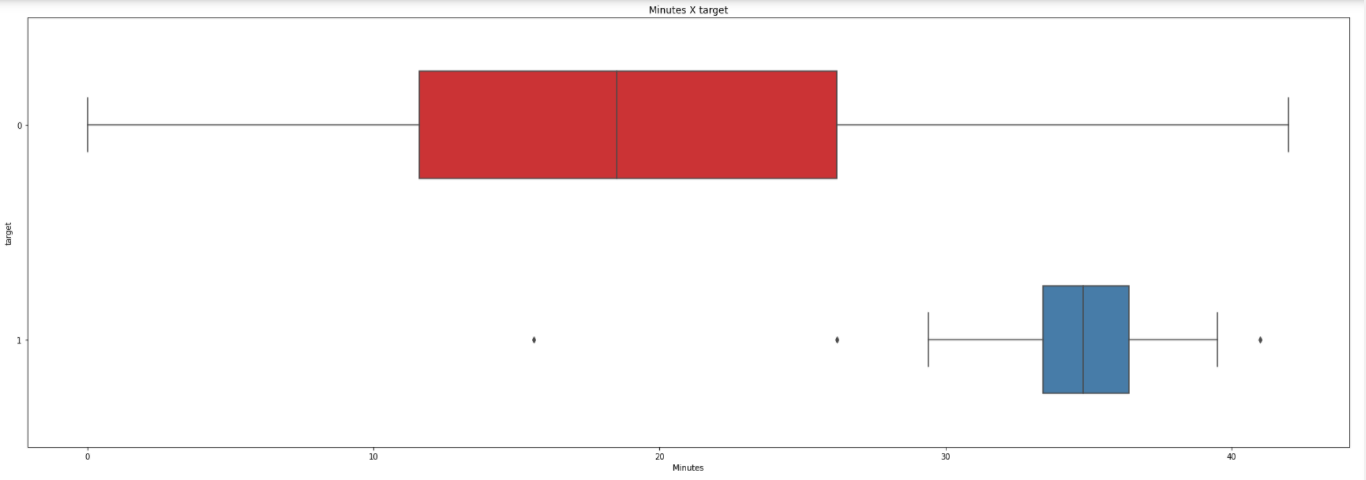 Minutes X target
0
target
1
0 10 20 30 40
Minutes